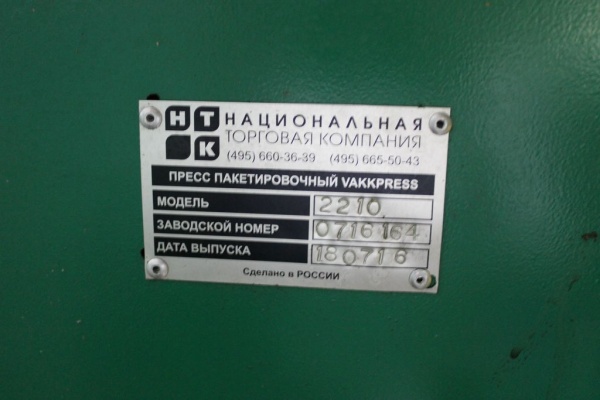 НТК НАЦИОНАЛЬНАЯ
ТОРГОВАЯ КОМПАНИЯ
(495) 660-36-39 (495) 665-50-43
ПРЕСС ПАКЕТИРОВОЧНЫЙ VAKKPRESS
МОДЕЛЬ 2210
ЗАВОДСКОЙ НОМЕР 0716164
ДАТА ВЫПУСКА 180716
Сделано в РОССИИ